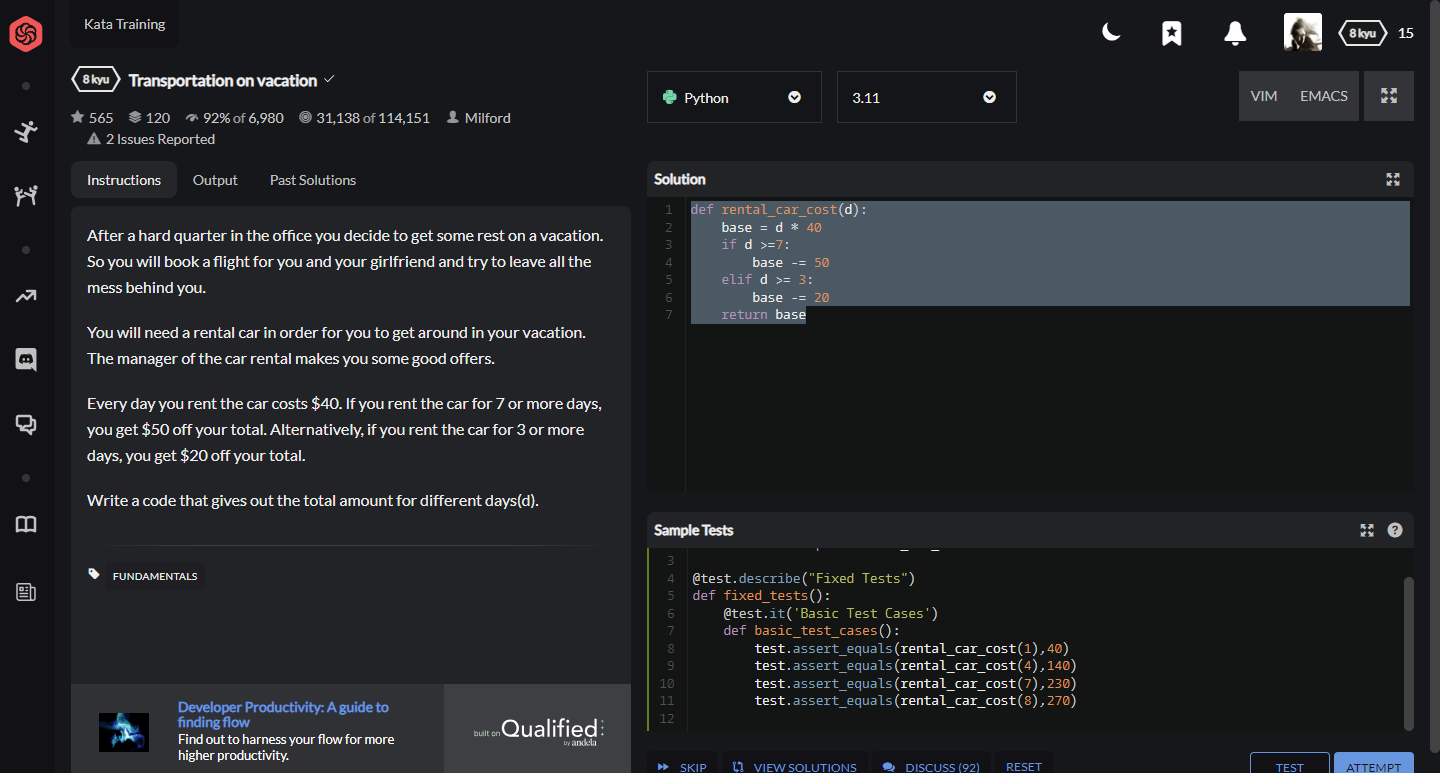 Kata Training
8 kyu
15
8 kyu Transportation on vacation
565 120 92% of 6,980 31,138 of 114,151 Milford
2 Issues Reported
Python
3.11
VIM EMACS
Instructions Output Past Solutions
After a hard quarter in the office you decide to get some rest on a vacation.
So you will book a flight for you and your girlfriend and try to leave all the
mess behind you.
You will need a rental car in order for you to get around in your vacation.
The manager of the car rental makes you some good offers.
Every day you rent the car costs $40. If you rent the car for 7 or more days,
you get $50 off your total. Alternatively, if you rent the car for 3 or more
days, you get $20 off your total.
Write a code that gives out the total amount for different days(d).
FUNDAMENTALS
Developer Productivity: A guide to
finding flow
Find out to harness your flow for more
higher productivity.
built on Qualified
by andela
Solution
1 def rental_car_cost(d):
2     base = d * 40
3     if d >=7:
4         base -= 50
5     elif d >= 3:
6         base -= 20
7     return base
Sample Tests
?
3
4 @test.describe("Fixed Tests")
5 def fixed_tests():
6     @test.it('Basic Test Cases')
7     def basic_test_cases():
8         test.assert_equals(rental_car_cost(1),40)
9         test.assert_equals(rental_car_cost(4),140)
10         test.assert_equals(rental_car_cost(7),230)
11         test.assert_equals(rental_car_cost(8),270)
12
SKIP VIEW SOLUTIONS DISCUSS (92) RESET TEST ATTEMPT